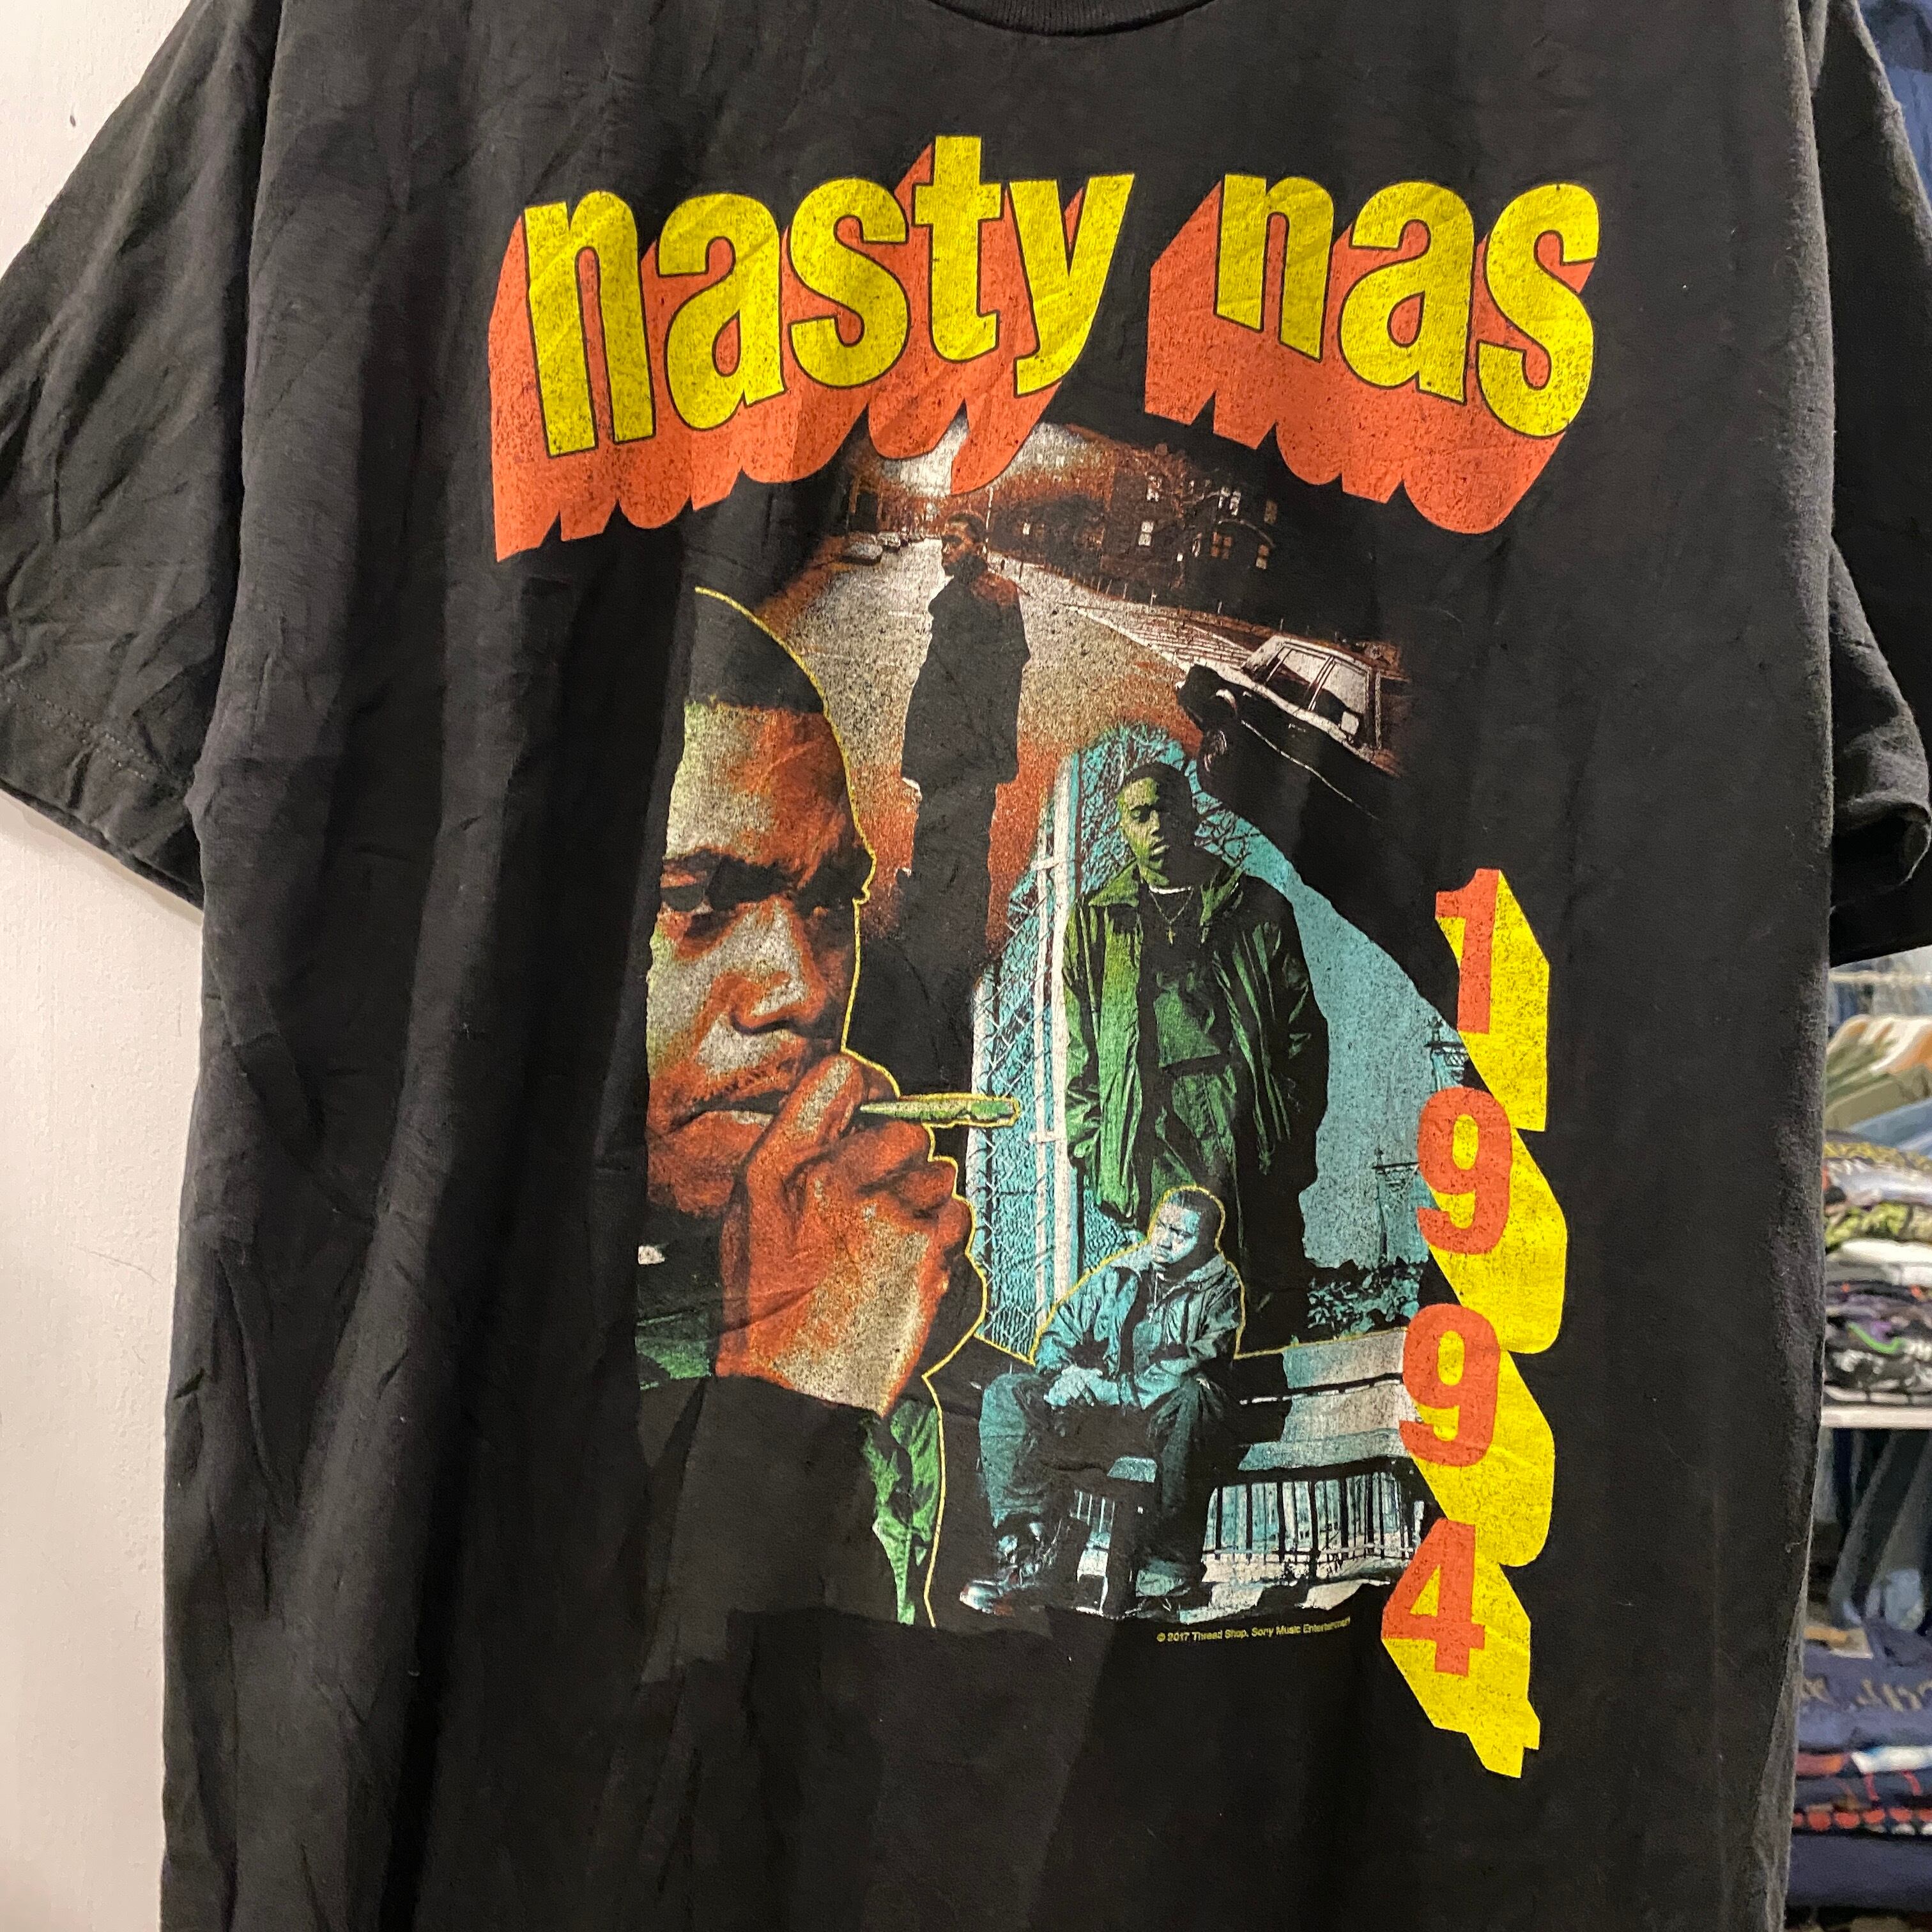 nasty nas
1994
© 2017 Thread Shop, Sony Music Entertainment